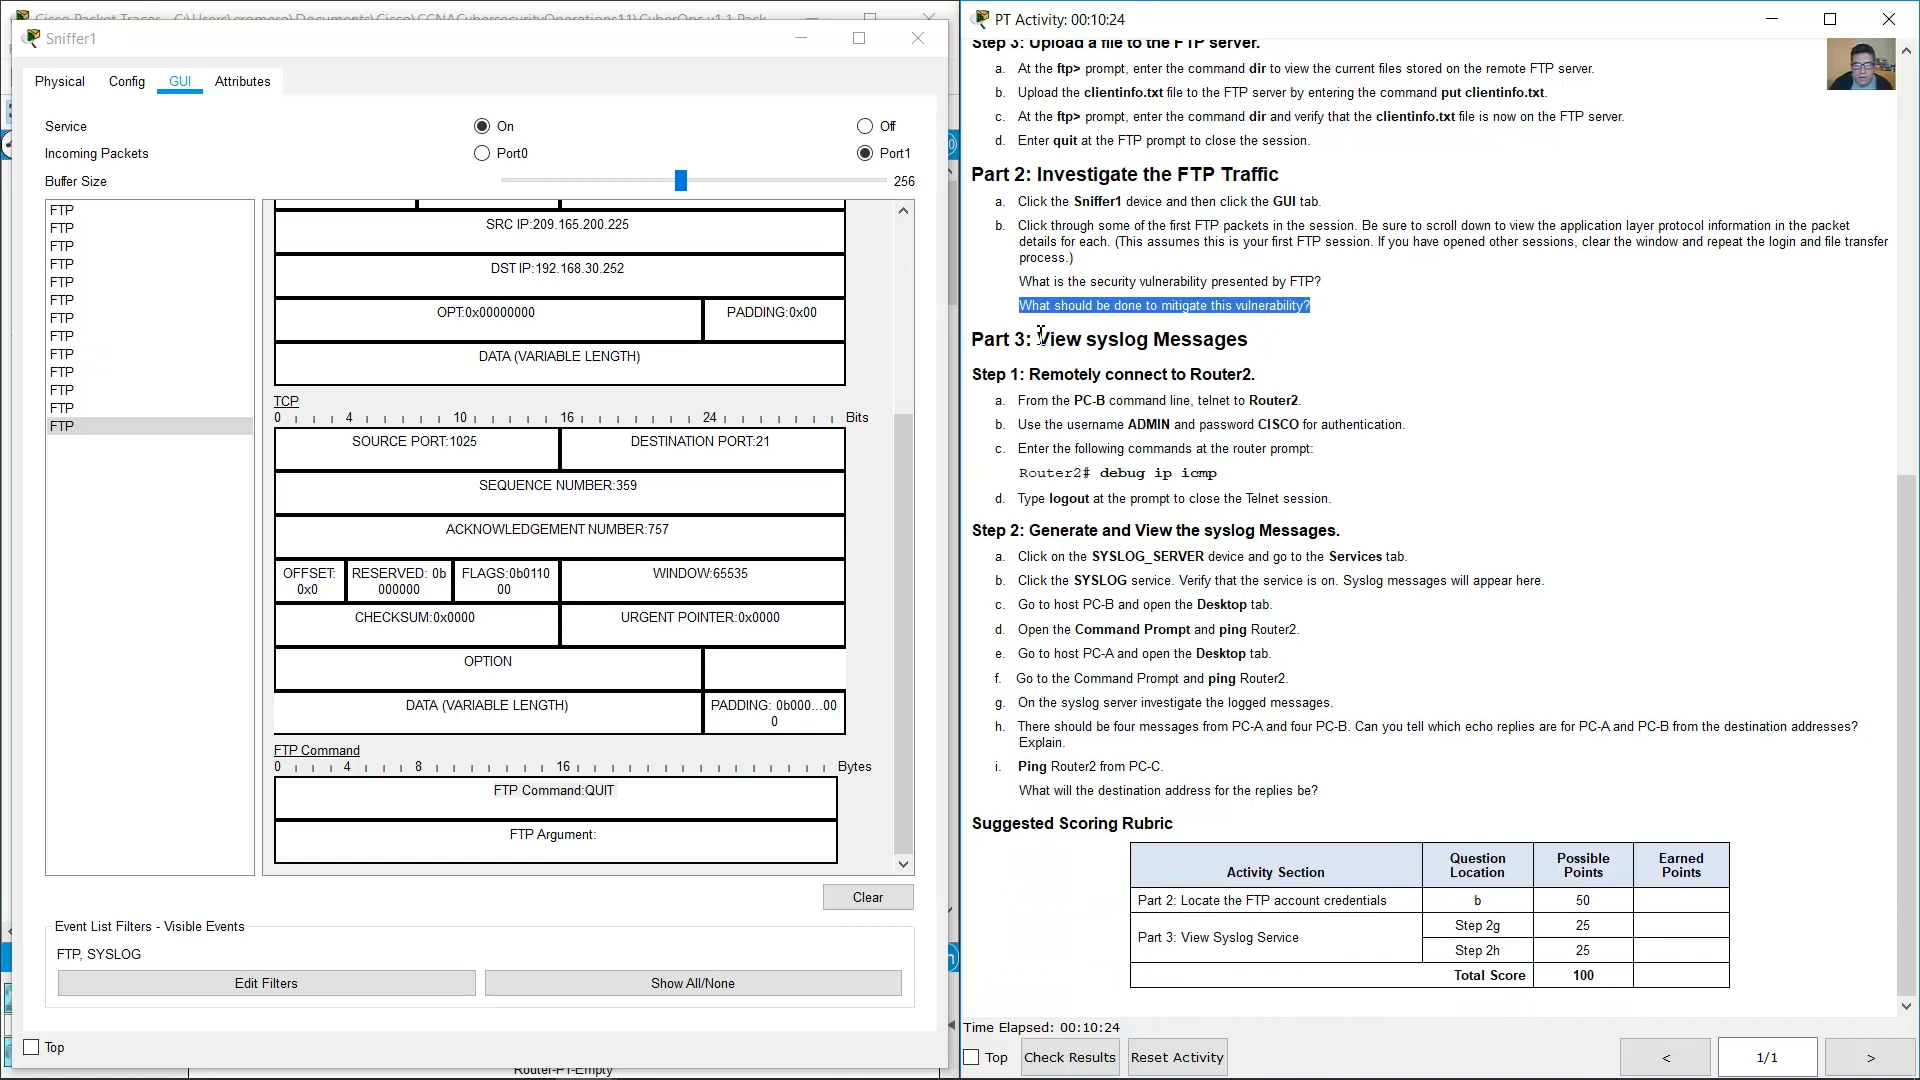 Cisco Packet Tracer - C:\Users\cromero\Documents\Cisco\CCNACybersecurityOperations11\CyberOps v1.1 Pack
Sniffer1
Physical
Config
GUI
Attributes
Service
On
Off
Incoming Packets
Port0
Port1
Buffer Size
256
FTP
FTP
FTP
FTP
FTP
FTP
FTP
FTP
FTP
FTP
FTP
FTP
FTP
SRC IP:209.165.200.225
DST IP:192.168.30.252
OPT:0x00000000
PADDING:0x00
DATA (VARIABLE LENGTH)
TCP
0 4 10 16 24 Bits
SOURCE PORT:1025
DESTINATION PORT:21
SEQUENCE NUMBER:359
ACKNOWLEDGEMENT NUMBER:757
OFFSET:
0x0
RESERVED: 0b
000000
FLAGS:0b0110
00
WINDOW:65535
CHECKSUM:0x0000
URGENT POINTER:0x0000
OPTION
DATA (VARIABLE LENGTH)
PADDING: 0b000...00
0
FTP Command
0 4 8 16 Bytes
FTP Command:QUIT
FTP Argument:
Clear
Event List Filters - Visible Events
FTP, SYSLOG
Edit Filters
Show All/None
Top
Router-PT-Empty
PT Activity: 00:10:24
Step 3: Upload a file to the FTP server.
a. At the ftp> prompt, enter the command dir to view the current files stored on the remote FTP server.
b. Upload the clientinfo.txt file to the FTP server by entering the command put clientinfo.txt.
c. At the ftp> prompt, enter the command dir and verify that the clientinfo.txt file is now on the FTP server.
d. Enter quit at the FTP prompt to close the session.
Part 2: Investigate the FTP Traffic
a. Click the Sniffer1 device and then click the GUI tab.
b. Click through some of the first FTP packets in the session. Be sure to scroll down to view the application layer protocol information in the packet
details for each. (This assumes this is your first FTP session. If you have opened other sessions, clear the window and repeat the login and file transfer
process.)
What is the security vulnerability presented by FTP?
What should be done to mitigate this vulnerability?
Part 3: View syslog Messages
Step 1: Remotely connect to Router2.
a. From the PC-B command line, telnet to Router2.
b. Use the username ADMIN and password CISCO for authentication.
c. Enter the following commands at the router prompt:
Router2# debug ip icmp
d. Type logout at the prompt to close the Telnet session.
Step 2: Generate and View the syslog Messages.
a. Click on the SYSLOG_SERVER device and go to the Services tab.
b. Click the SYSLOG service. Verify that the service is on. Syslog messages will appear here.
c. Go to host PC-B and open the Desktop tab.
d. Open the Command Prompt and ping Router2.
e. Go to host PC-A and open the Desktop tab.
f. Go to the Command Prompt and ping Router2.
g. On the syslog server investigate the logged messages.
h. There should be four messages from PC-A and four PC-B. Can you tell which echo replies are for PC-A and PC-B from the destination addresses?
Explain.
i. Ping Router2 from PC-C.
What will the destination address for the replies be?
Suggested Scoring Rubric
Activity Section
Question
Location
Possible
Points
Earned
Points
Part 2: Locate the FTP account credentials
b
50
Part 3: View Syslog Service
Step 2g
25
Step 2h
25
Total Score
100
Time Elapsed: 00:10:24
Top
Check Results
Reset Activity
<
1/1
>